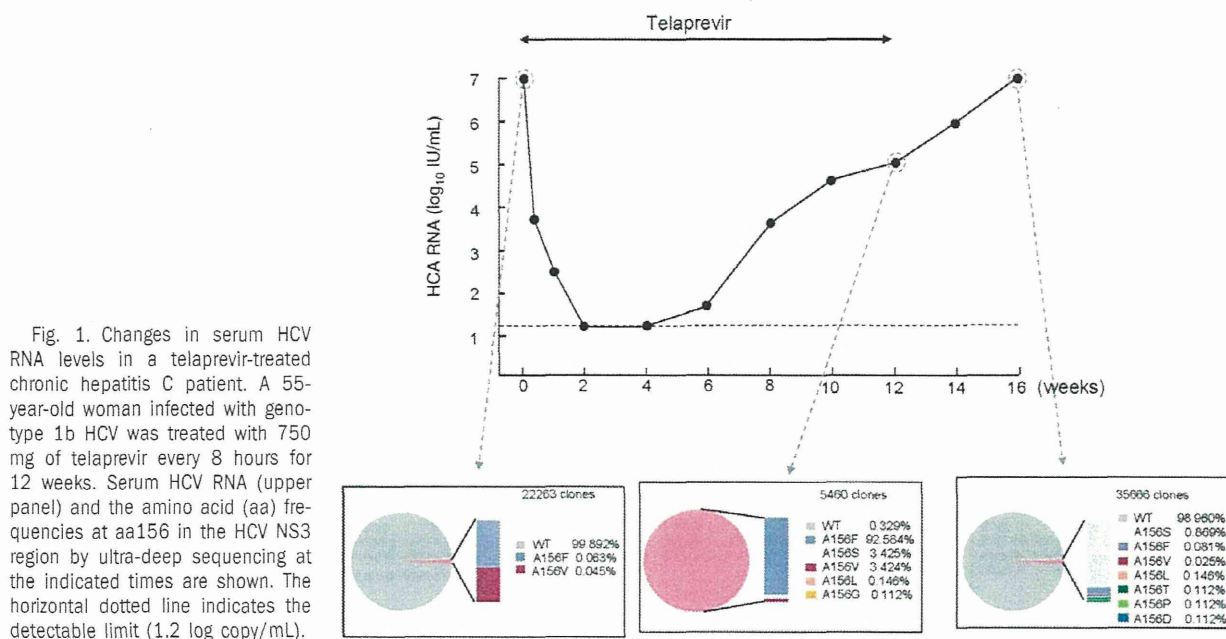 Telaprevir
HCA RNA (log10 IU/mL)
7
6
5
4
3
2
1
0 2 4 6 8 10 12 14 16 (weeks)
Fig. 1. Changes in serum HCV
RNA levels in a telaprevir-treated
chronic hepatitis C patient. A 55-
year-old woman infected with geno-
type 1b HCV was treated with 750
mg of telaprevir every 8 hours for
12 weeks. Serum HCV RNA (upper
panel) and the amino acid (aa) fre-
quencies at aa156 in the HCV NS3
region by ultra-deep sequencing at
the indicated times are shown. The
horizontal dotted line indicates the
detectable limit (1.2 log copy/mL).
22263 clones
WT 99.892%
A156F 0.063%
A156V 0.045%
5460 clones
WT 0.329%
A156F 92.564%
A156S 3.425%
A156V 3.424%
A156L 0.146%
A156G 0.112%
35666 clones
WT 98.960%
A156S 0.869%
A156F 0.081%
A156V 0.025%
A156L 0.146%
A156T 0.112%
A156P 0.112%
A156D 0.112%